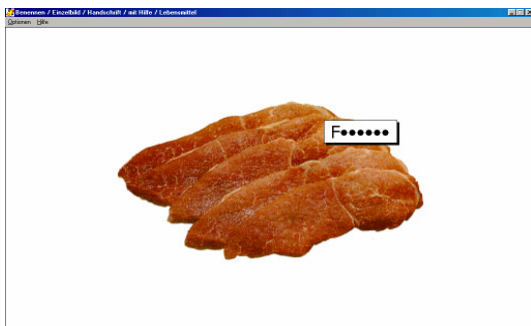 Benennen / Einzelbild / Handschrift / mit Hilfe / Lebensmittel
Optionen Hilfe
F●●●●●●